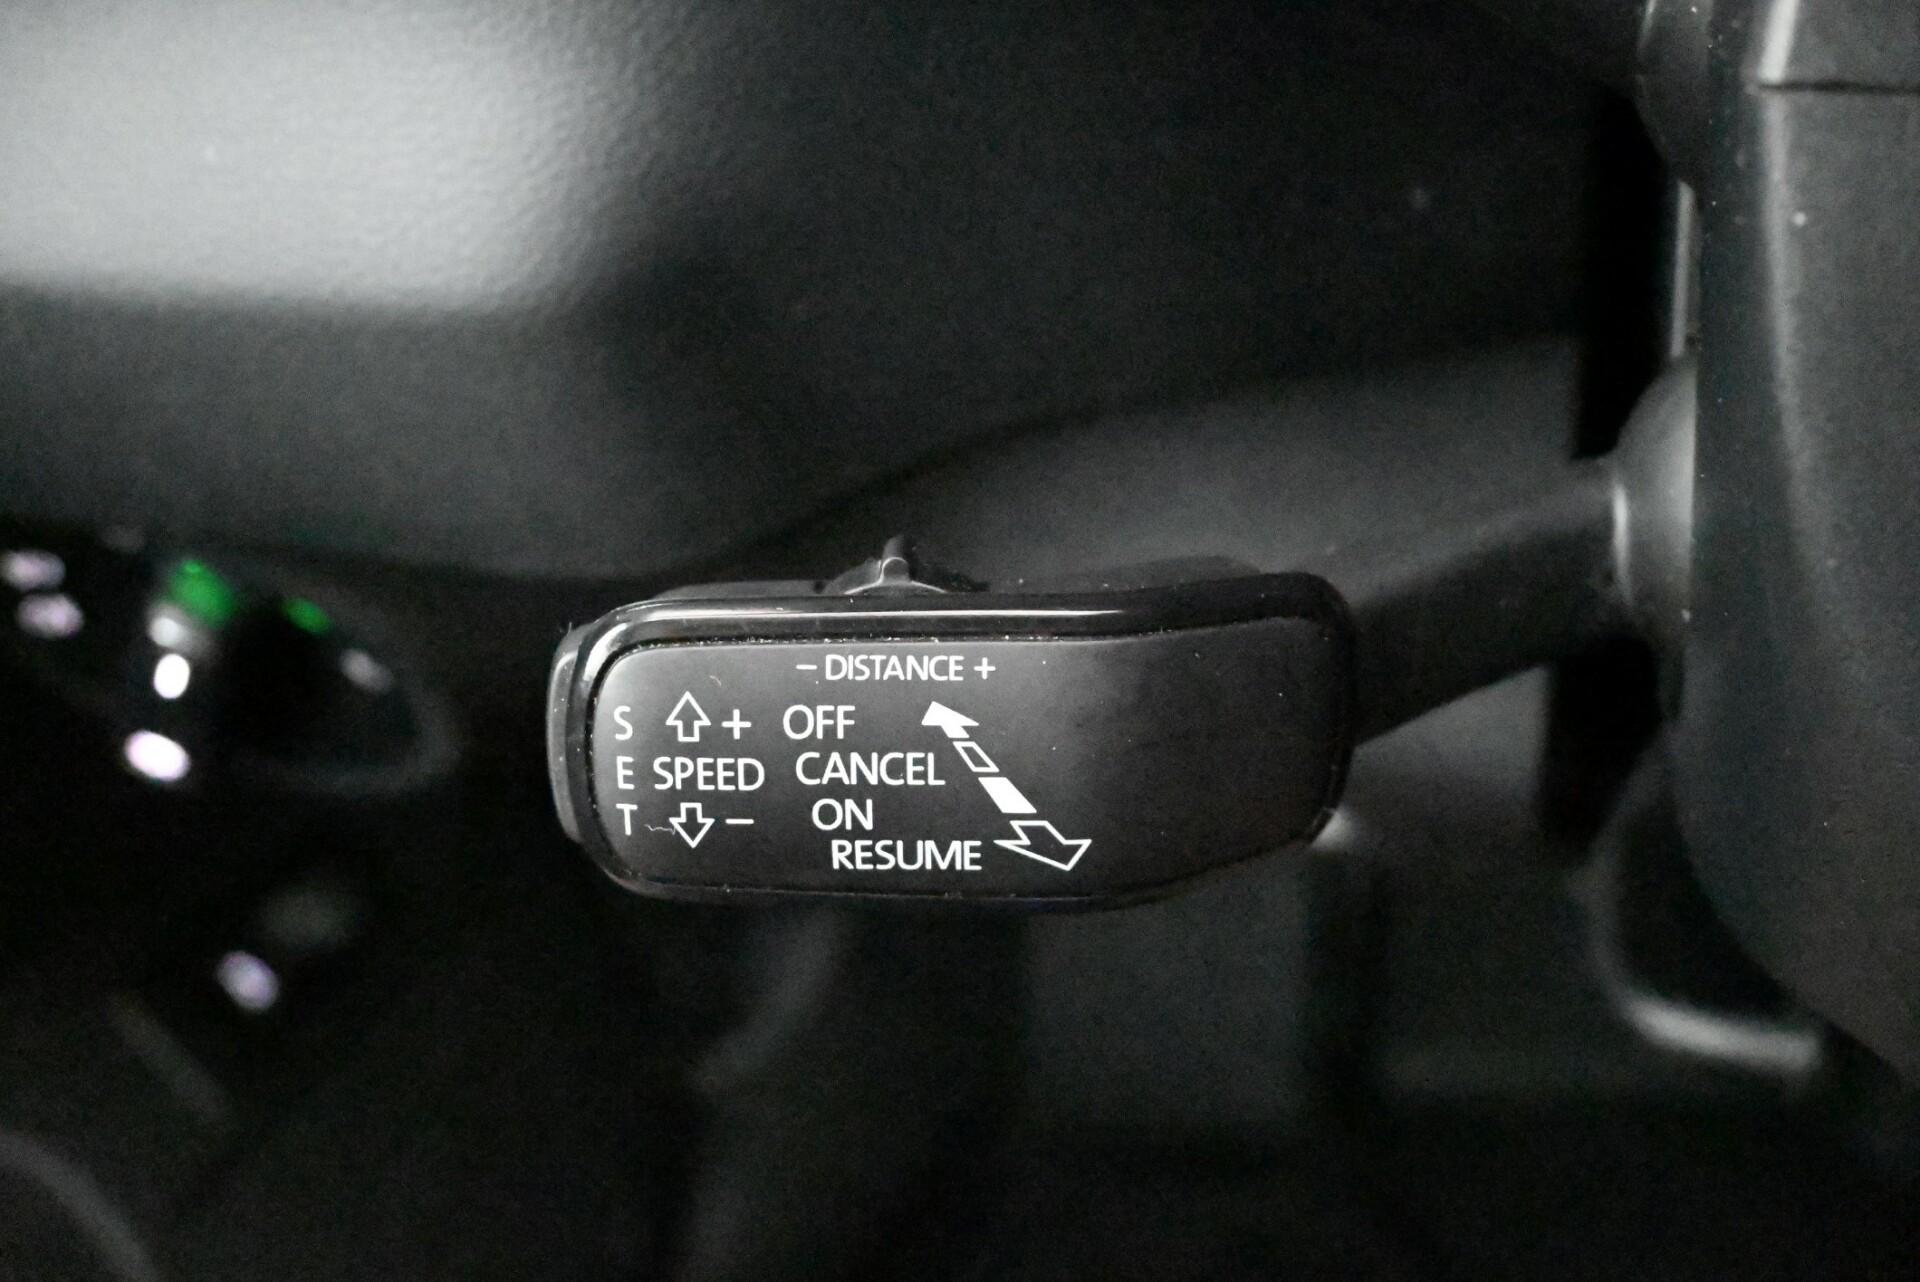 - DISTANCE +
S + OFF
E SPEED CANCEL
T - ON
RESUME